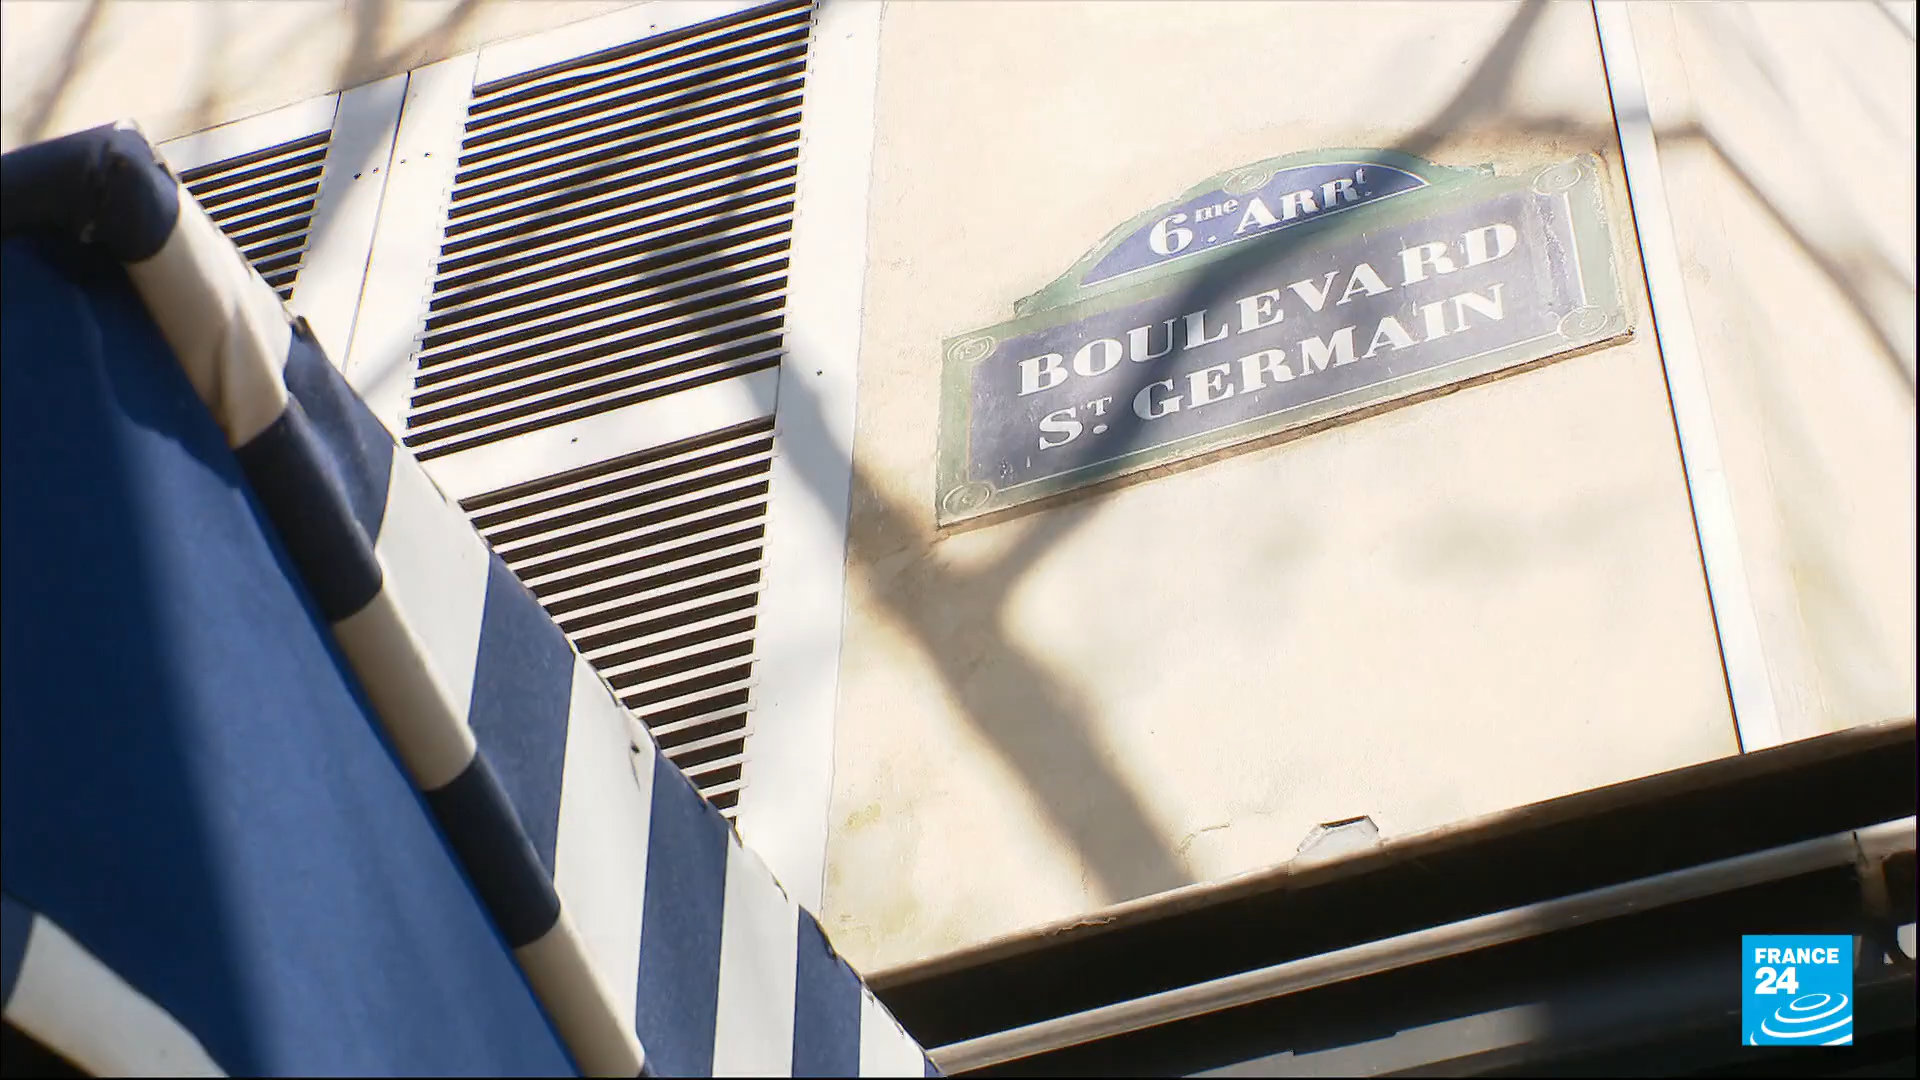 6me. ARRt.
BOULEVARD
ST. GERMAIN
FRANCE
24